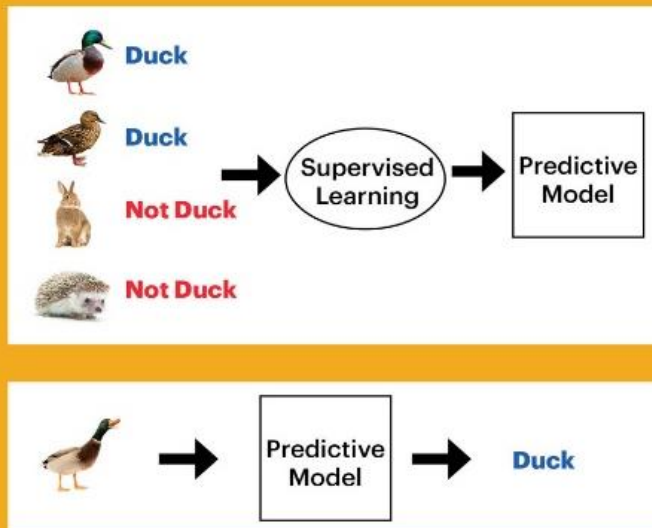 Duck
Duck
Not Duck
Not Duck
Supervised
Learning
Predictive
Model
Predictive
Model
Duck